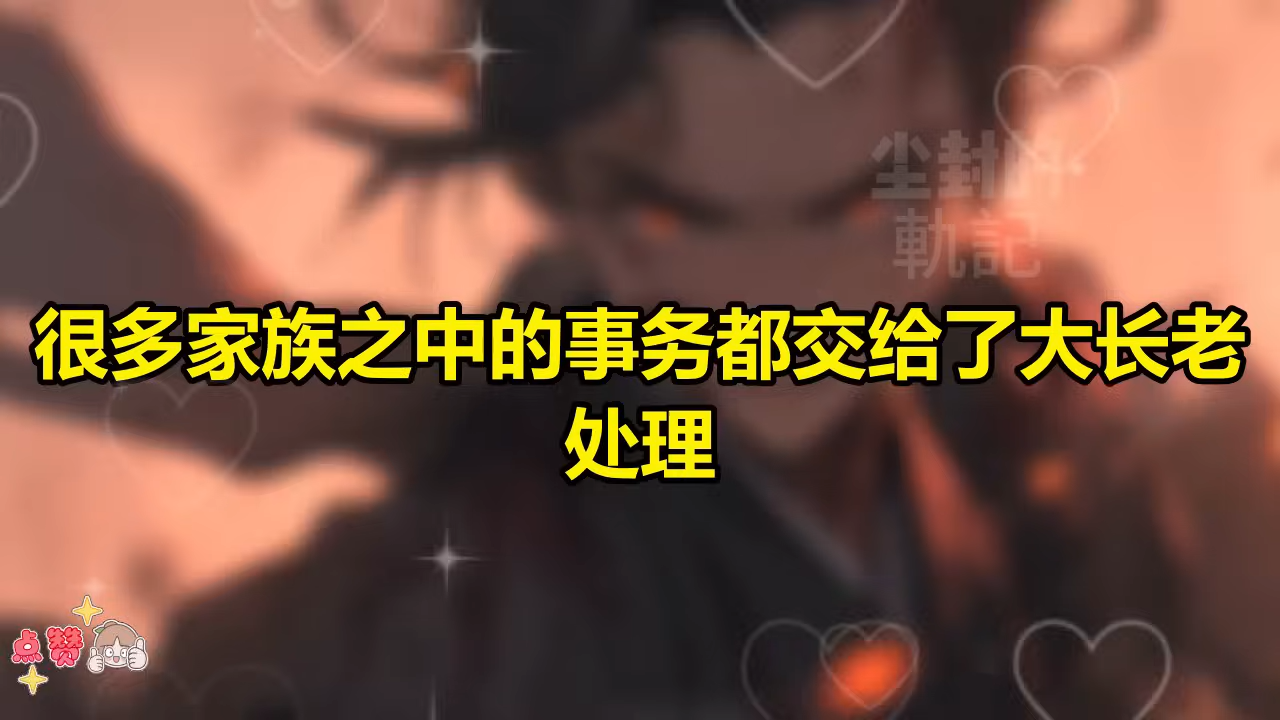 尘封
軌記
很多家族之中的事务都交给了大长老
处理
点赞